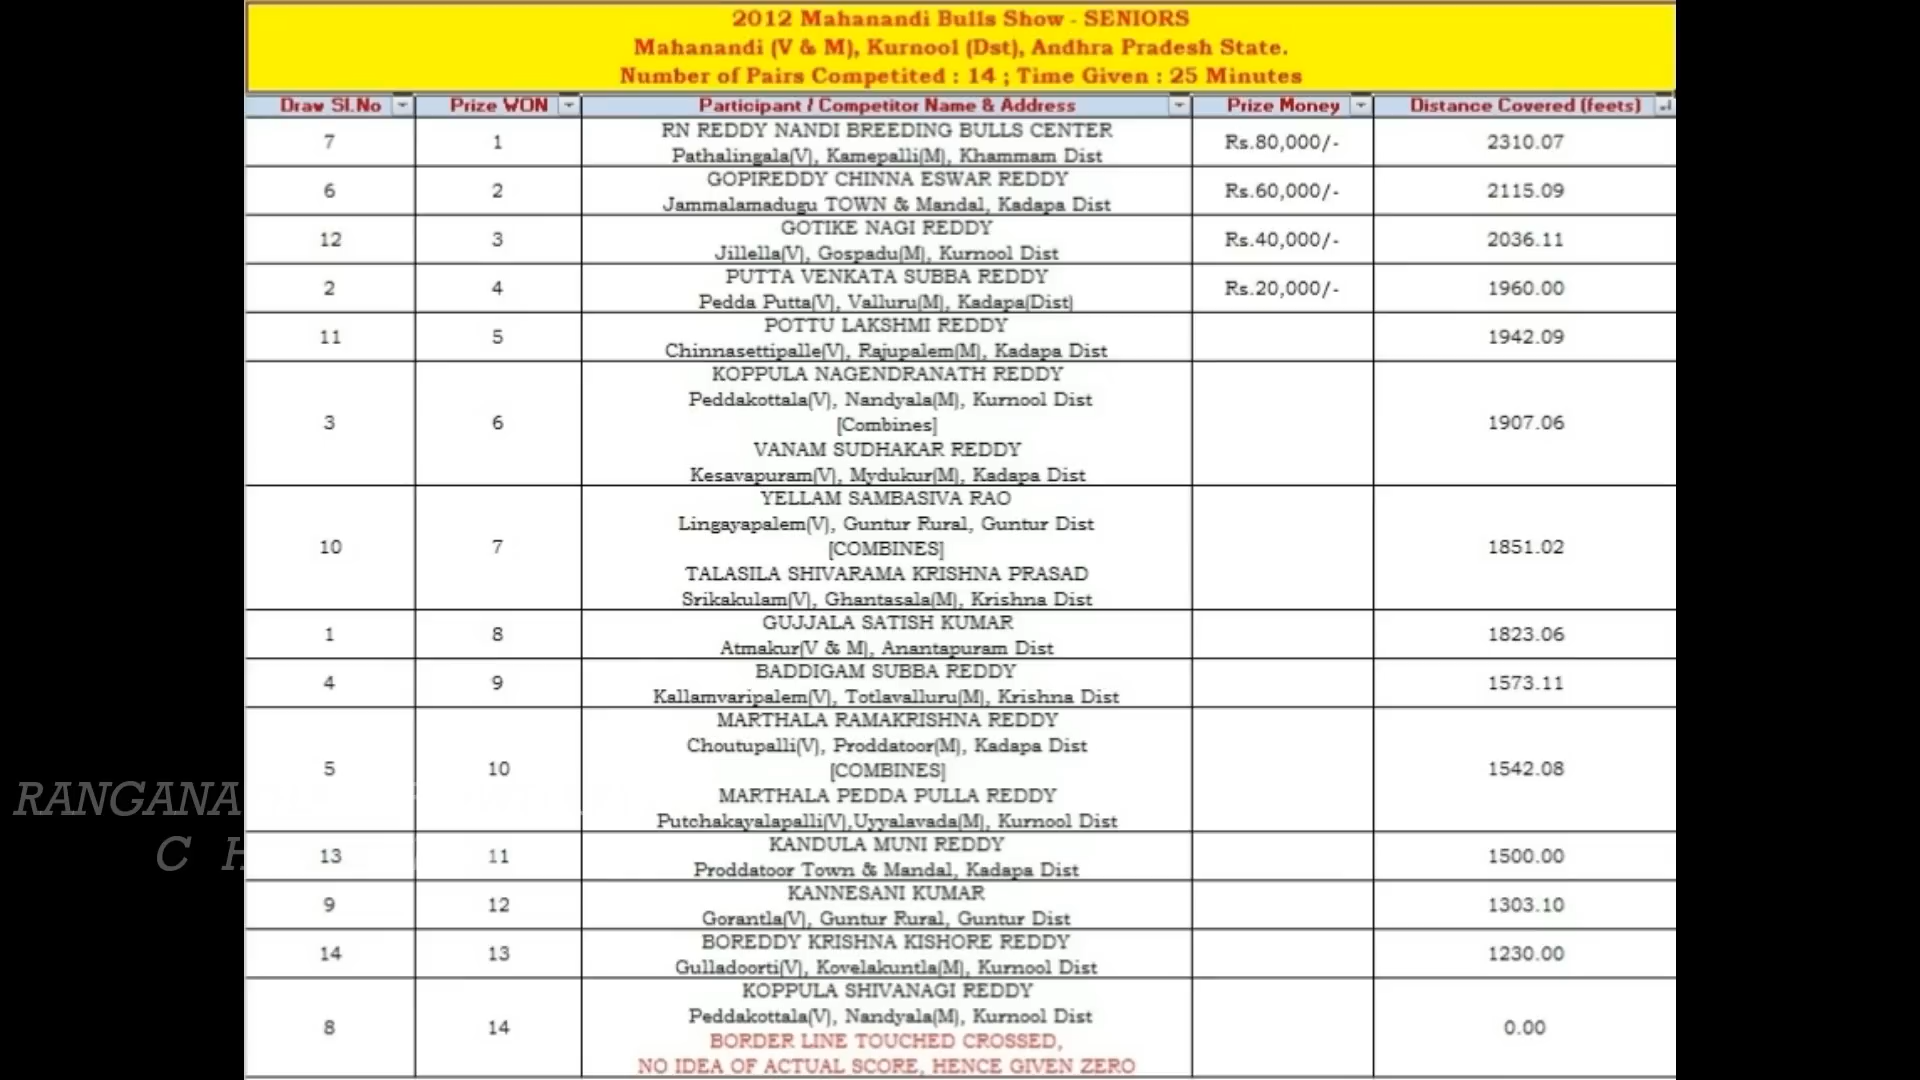 2012 Mahanandi Bulls Show - SENIORS
Mahanandi (V & M), Kurnool (Dst), Andhra Pradesh State.
Number of Pairs Competited : 14 ; Time Given : 25 Minutes
Draw Sl.No Prize WON Participant / Competitor Name & Address Prize Money Distance Covered (feets)
7 1 RN REDDY NANDI BREEDING BULLS CENTER Rs.80,000/- 2310.07
Pathalingala(V), Kamepalli(M), Khammam Dist
6 2 GOPIREDDY CHINNA ESWAR REDDY Rs.60,000/- 2115.09
Jammalamadugu TOWN & Mandal, Kadapa Dist
12 3 GOTIKE NAGI REDDY Rs.40,000/- 2036.11
Jillella(V), Gospadu(M), Kurnool Dist
2 4 PUTTA VENKATA SUBBA REDDY Rs.20,000/- 1960.00
Pedda Putta(V), Valluru(M), Kadapa(Dist)
11 5 POTTU LAKSHMI REDDY 1942.09
Chinnasettipalle(V), Rajupalem(M), Kadapa Dist
KOPPULA NAGENDRANATH REDDY
Peddakottala(V), Nandyala(M), Kurnool Dist
3 6 [Combines] 1907.06
VANAM SUDHAKAR REDDY
Kesavapuram(V), Mydukur(M), Kadapa Dist
YELLAM SAMBASIVA RAO
Lingayapalem(V), Guntur Rural, Guntur Dist
10 7 [COMBINES] 1851.02
TALASILA SHIVARAMA KRISHNA PRASAD
Srikakulam(V), Ghantasala(M), Krishna Dist
1 8 GUJJALA SATISH KUMAR 1823.06
Atmakur(V & M), Anantapuram Dist
4 9 BADDIGAM SUBBA REDDY 1573.11
Kallamvaripalem(V), Totlavalluru(M), Krishna Dist
MARTHALA RAMAKRISHNA REDDY
Choutupalli(V), Proddatoor(M), Kadapa Dist
5 10 [COMBINES] 1542.08
MARTHALA PEDDA PULLA REDDY
Putchakayalapalli(V),Uyyalavada(M), Kurnool Dist
13 11 KANDULA MUNI REDDY 1500.00
Proddatoor Town & Mandal, Kadapa Dist
9 12 KANNESANI KUMAR 1303.10
Gorantla(V), Guntur Rural, Guntur Dist
14 13 BOREDDY KRISHNA KISHORE REDDY 1230.00
Gulladoorti(V), Kovelakuntla(M), Kurnool Dist
KOPPULA SHIVANAGI REDDY
Peddakottala(V), Nandyala(M), Kurnool Dist
8 14 BORDER LINE TOUCHED CROSSED, 0.00
NO IDEA OF ACTUAL SCORE, HENCE GIVEN ZERO